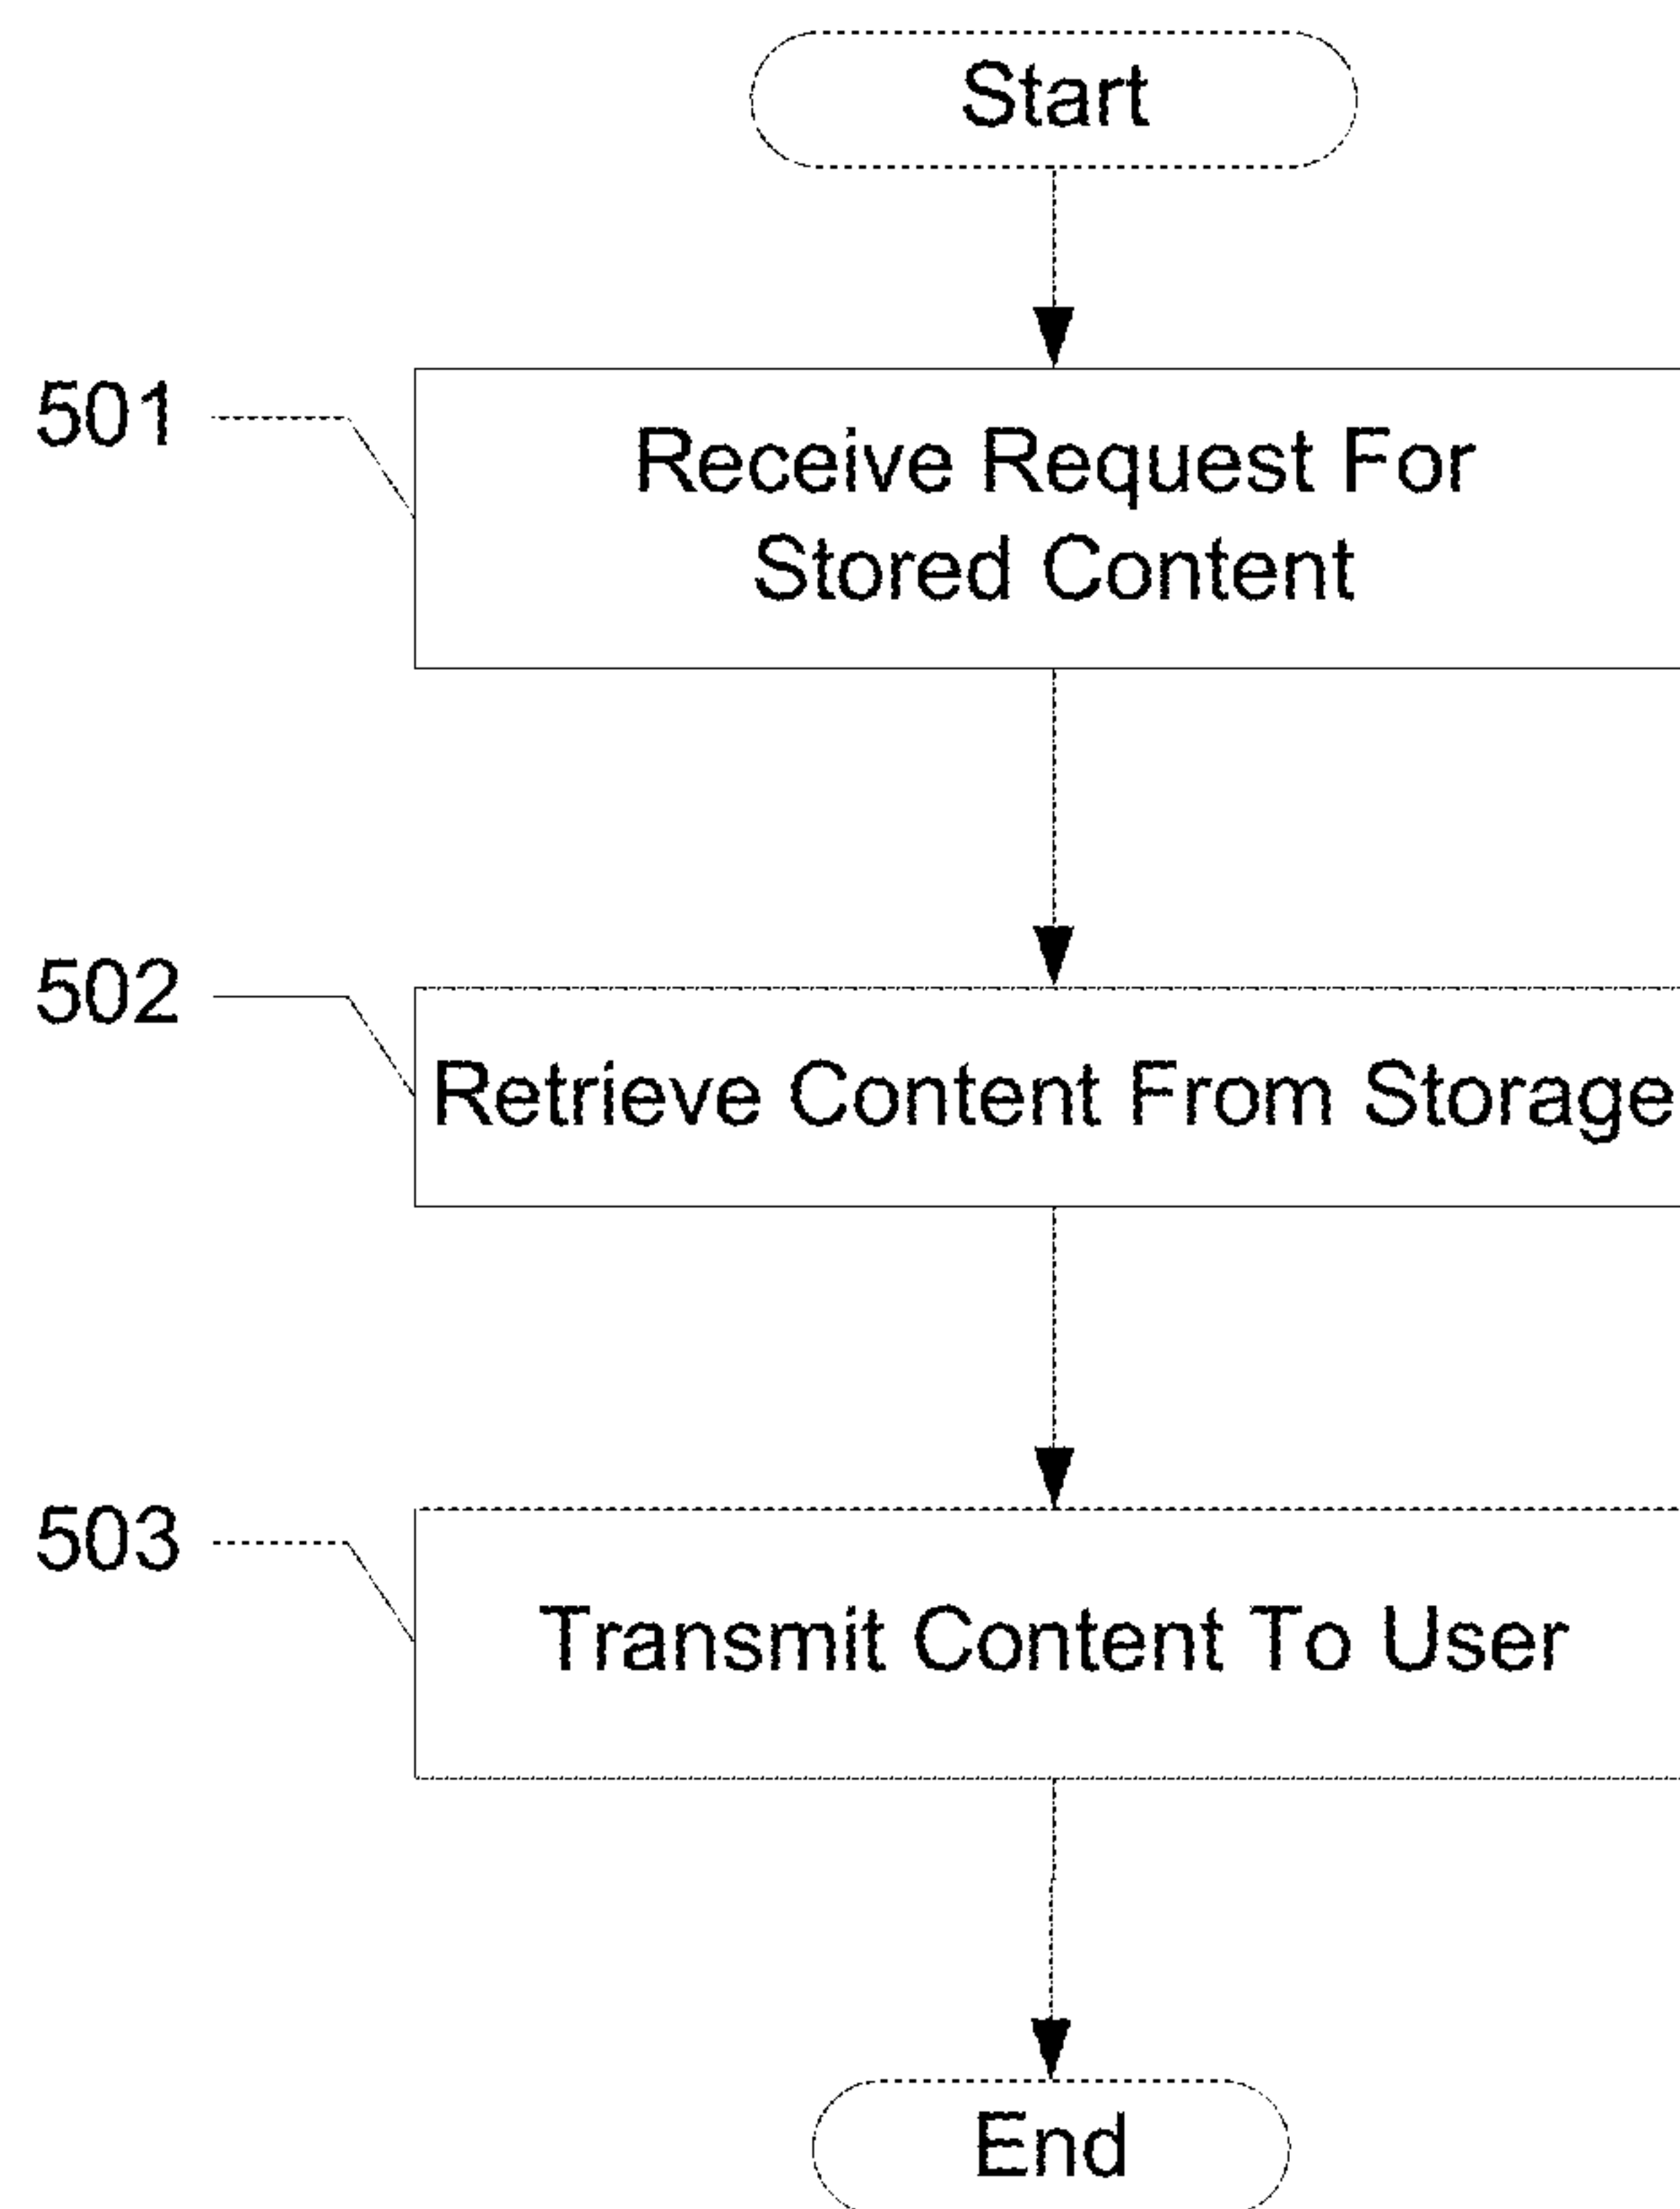 Start
501
Receive Request For
Stored Content
502
Retrieve Content From Storage
503
Transmit Content To User
End